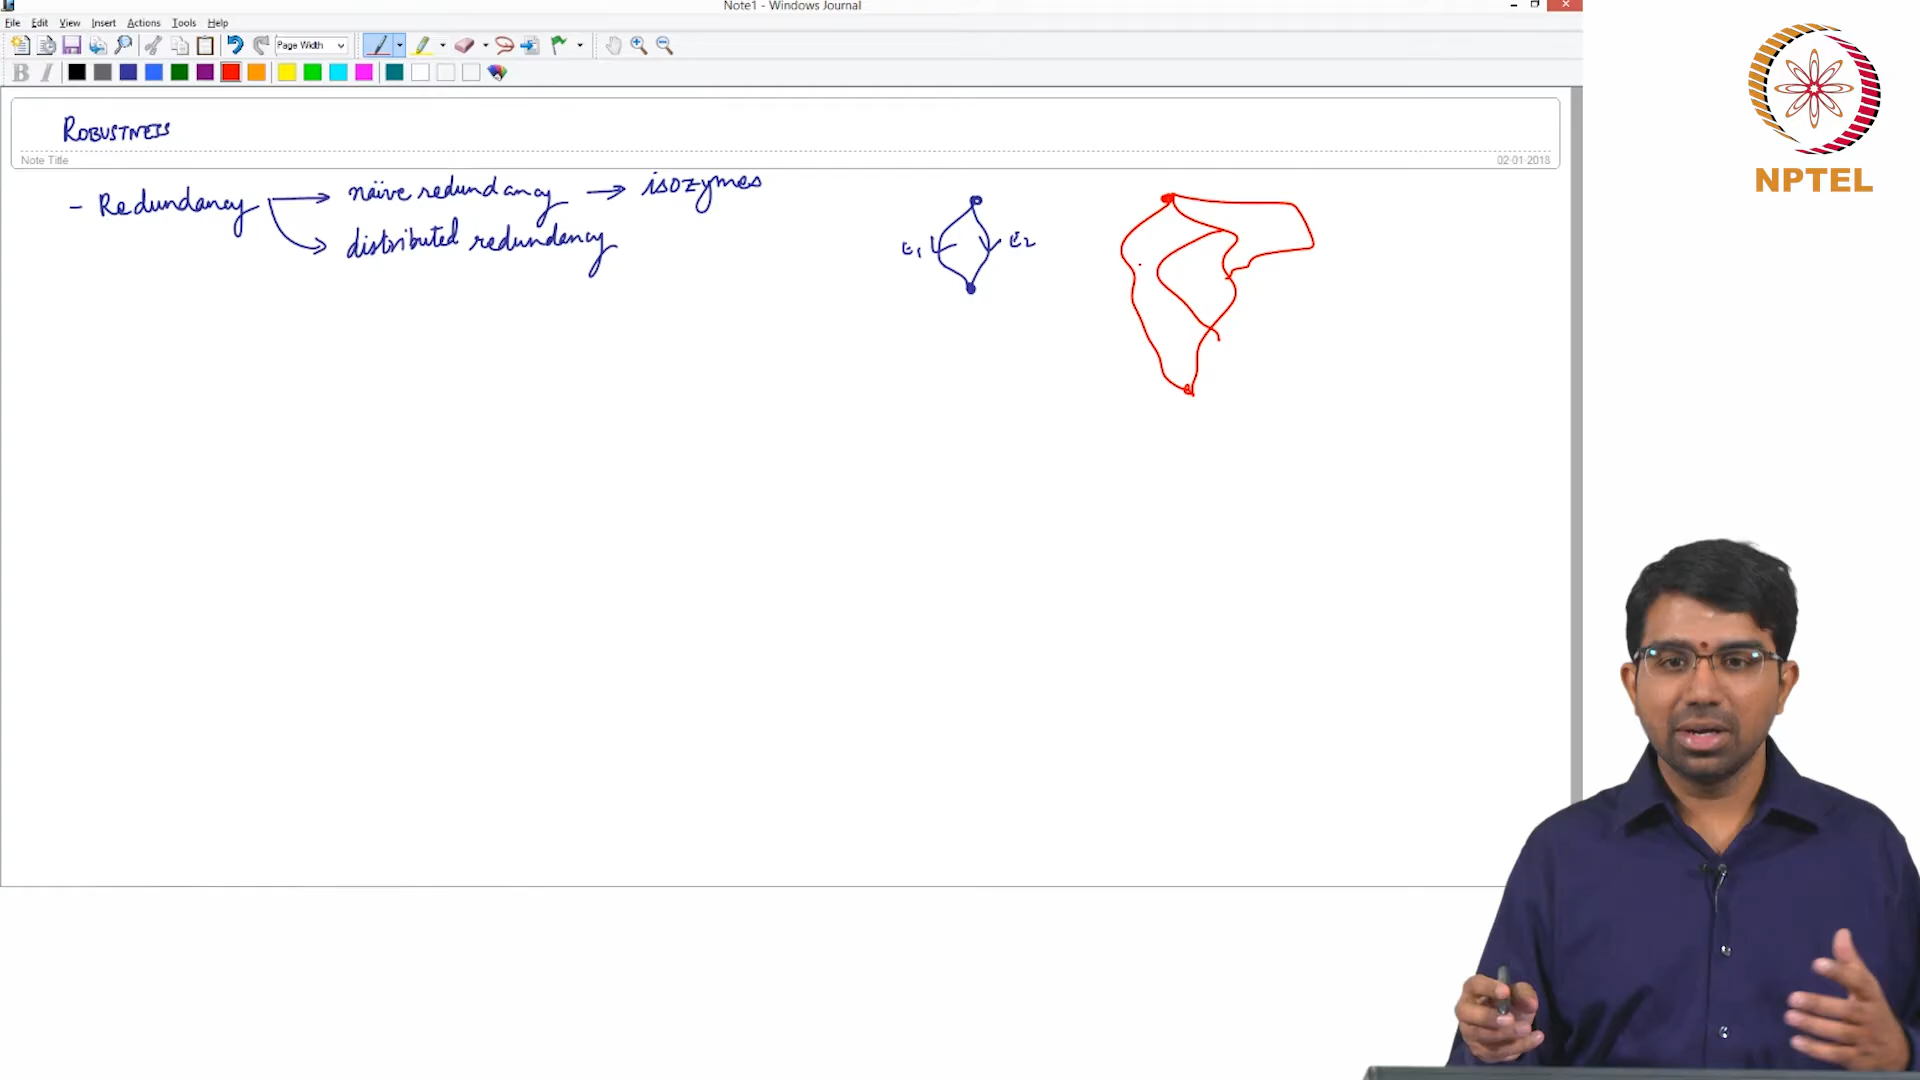 Note1 - Windows Journal
File Edit View Insert Actions Tools Help
Page Width
B I
ROBUSTNESS
Note Title
02-01-2018
- Redundancy → naïve redundancy → isozymes
→ distributed redundancy
E1 E2
NPTEL